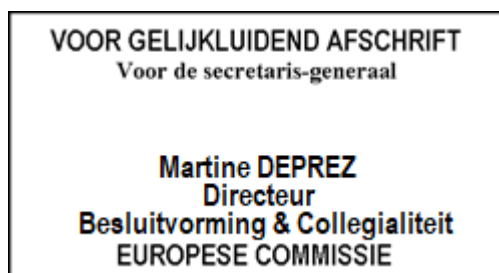 VOOR GELIJKLUIDEND AFSCHRIFT
Voor de secretaris-generaal
Martine DEPREZ
Directeur
Besluitvorming & Collegialiteit
EUROPESE COMMISSIE